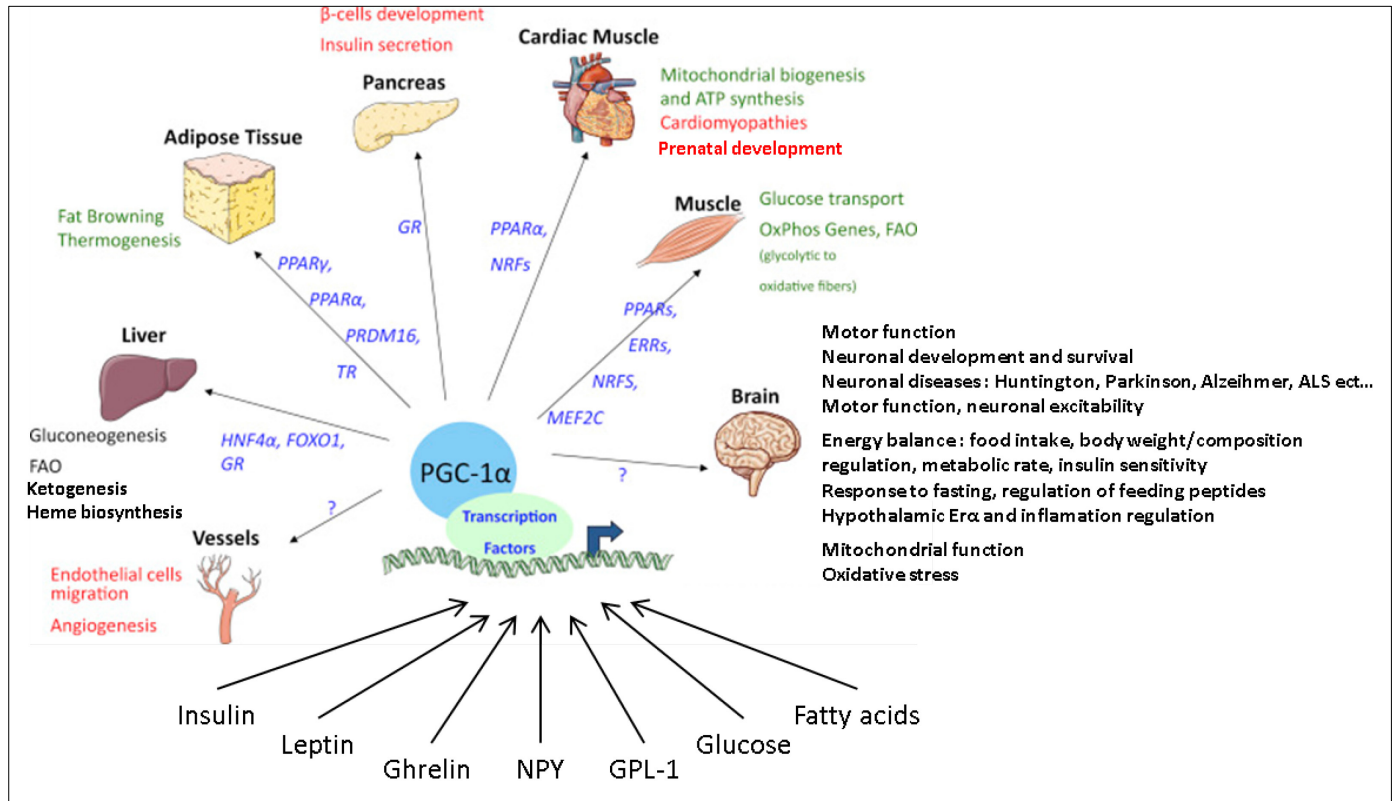 β-cells development
Insulin secretion
Pancreas
Cardiac Muscle
Mitochondrial biogenesis
and ATP synthesis
Cardiomyopathies
Prenatal development
Adipose Tissue
Fat Browning
Thermogenesis
Muscle
Glucose transport
OxPhos Genes, FAO
(glycolytic to
oxidative fibers)
GR
PPARα,
NRFs
PPARγ,
PPARα,
PRDM16,
TR
PPARs,
ERRs,
NRFS,
MEF2C
Liver
Gluconeogenesis
FAO
Ketogenesis
Heme biosynthesis
HNF4α, FOXO1,
GR
Brain
?
Motor function
Neuronal development and survival
Neuronal diseases : Huntington, Parkinson, Alzeihmer, ALS ect...
Motor function, neuronal excitability
Energy balance : food intake, body weight/composition
regulation, metabolic rate, insulin sensitivity
Response to fasting, regulation of feeding peptides
Hypothalamic Erα and inflamation regulation
Mitochondrial function
Oxidative stress
PGC-1α
Transcription
Factors
?
Vessels
Endothelial cells
migration
Angiogenesis
Insulin
Leptin
Ghrelin
NPY
GPL-1
Glucose
Fatty acids